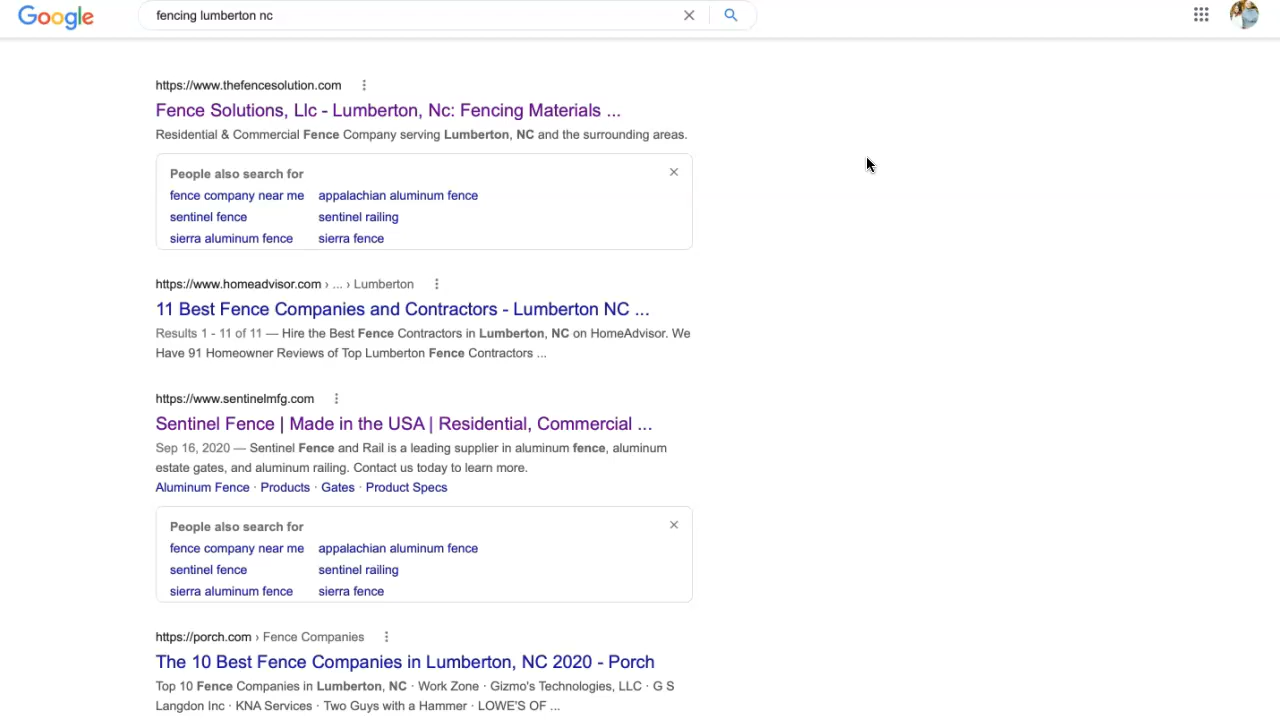 Google
fencing lumberton nc
https://www.thefencesolution.com
Fence Solutions, Llc - Lumberton, Nc: Fencing Materials ...
Residential & Commercial Fence Company serving Lumberton, NC and the surrounding areas.
People also search for
fence company near me appalachian aluminum fence
sentinel fence sentinel railing
sierra aluminum fence sierra fence
https://www.homeadvisor.com › ... › Lumberton
11 Best Fence Companies and Contractors - Lumberton NC ...
Results 1 - 11 of 11 — Hire the Best Fence Contractors in Lumberton, NC on HomeAdvisor. We
Have 91 Homeowner Reviews of Top Lumberton Fence Contractors ...
https://www.sentinelmfg.com
Sentinel Fence | Made in the USA | Residential, Commercial ...
Sep 16, 2020 — Sentinel Fence and Rail is a leading supplier in aluminum fence, aluminum
estate gates, and aluminum railing. Contact us today to learn more.
Aluminum Fence · Products · Gates · Product Specs
People also search for
fence company near me appalachian aluminum fence
sentinel fence sentinel railing
sierra aluminum fence sierra fence
https://porch.com › Fence Companies
The 10 Best Fence Companies in Lumberton, NC 2020 - Porch
Top 10 Fence Companies in Lumberton, NC · Work Zone · Gizmo's Technologies, LLC · G S
Langdon Inc · KNA Services · Two Guys with a Hammer · LOWE'S OF ...